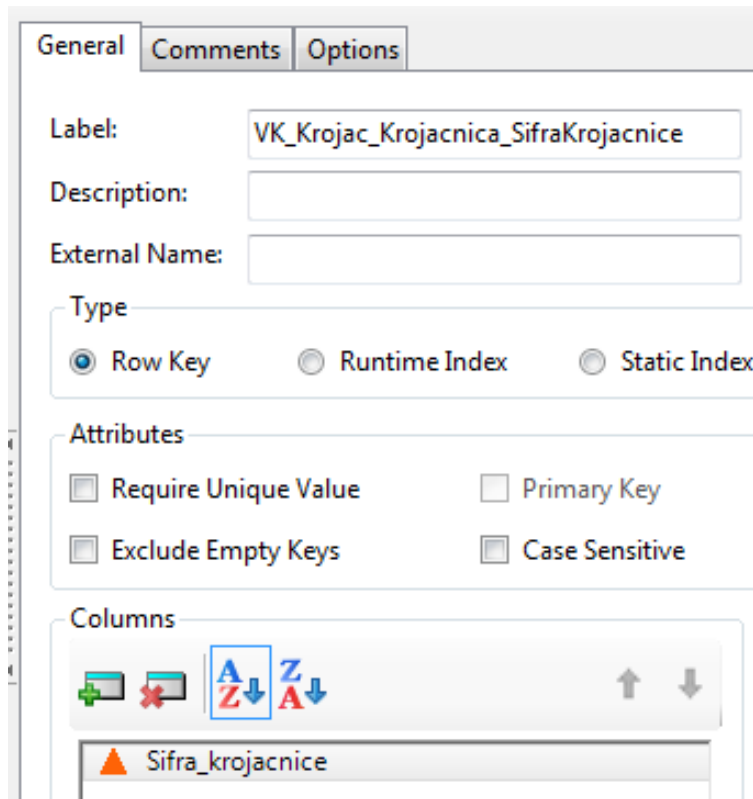 General Comments Options
Label: VK_Krojac_Krojacnica_SifraKrojacnice
Description:
External Name:
Type
Row Key Runtime Index Static Index
Attributes
Require Unique Value Primary Key
Exclude Empty Keys Case Sensitive
Columns
A Z Z A
Sifra_krojacnice